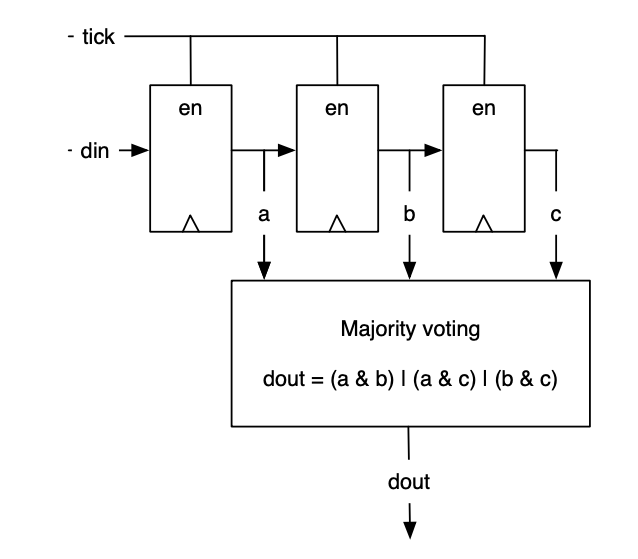 - tick
en en en
- din
a b c
Majority voting
dout = (a & b) | (a & c) | (b & c)
dout